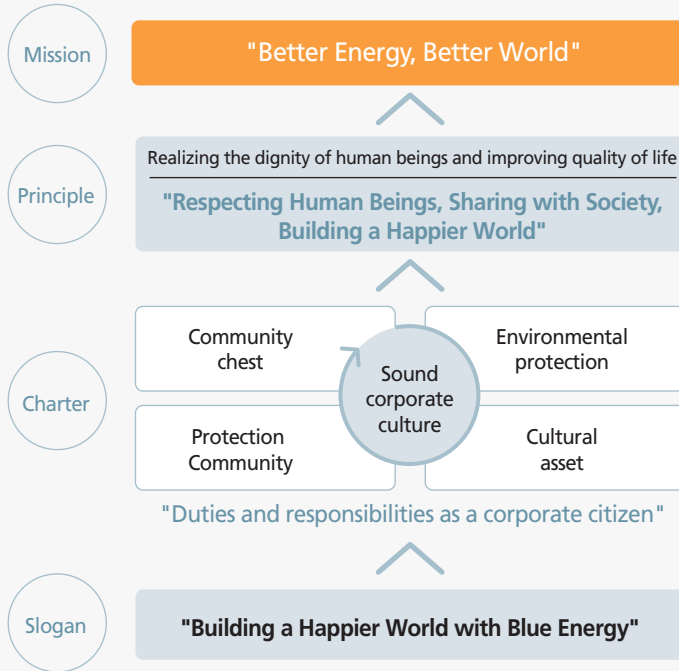 Mission
"Better Energy, Better World"
Principle
Realizing the dignity of human beings and improving quality of life
"Respecting Human Beings, Sharing with Society,
Building a Happier World"
Charter
Community
chest
Environmental
protection
Sound
corporate
culture
Protection
Community
Cultural
asset
"Duties and responsibilities as a corporate citizen"
Slogan
"Building a Happier World with Blue Energy"